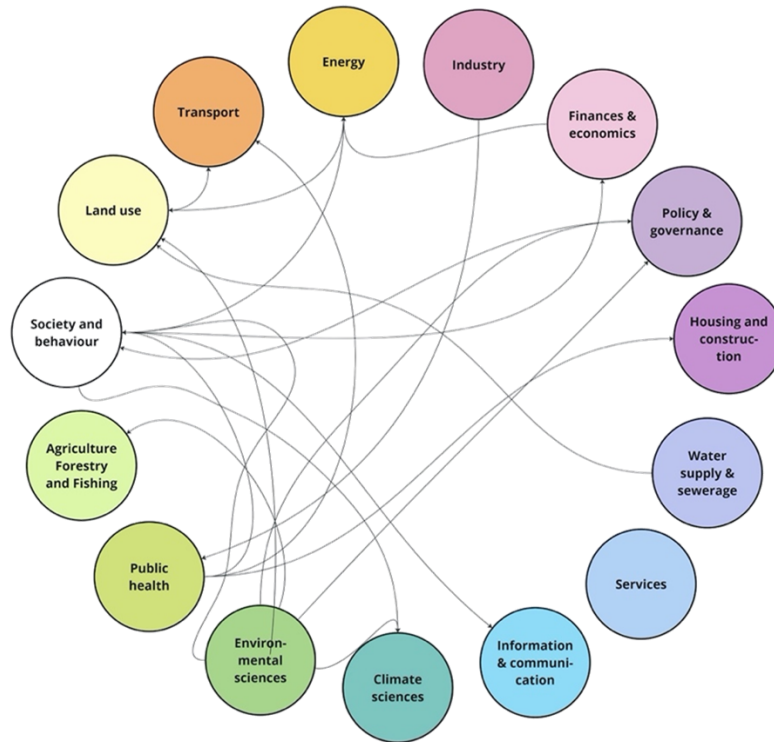 Energy
Industry
Transport
Finances &
economics
Land use
Policy &
governance
Society and
behaviour
Housing and
construc-
tion
Agriculture
Forestry
and Fishing
Water
supply &
sewerage
Public
health
Services
Environ-
mental
sciences
Climate
sciences
Information
& communi-
cation